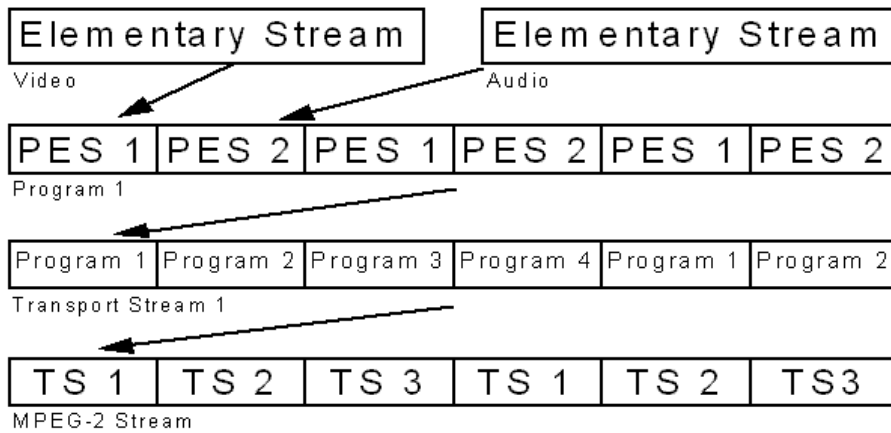 Elementary Stream Elementary Stream
Video Audio
PES 1 PES 2 PES 1 PES 2 PES 1 PES 2
Program 1
Program 1 Program 2 Program 3 Program 4 Program 1 Program 2
Transport Stream 1
TS 1 TS 2 TS 3 TS 1 TS 2 TS3
MPEG-2 Stream